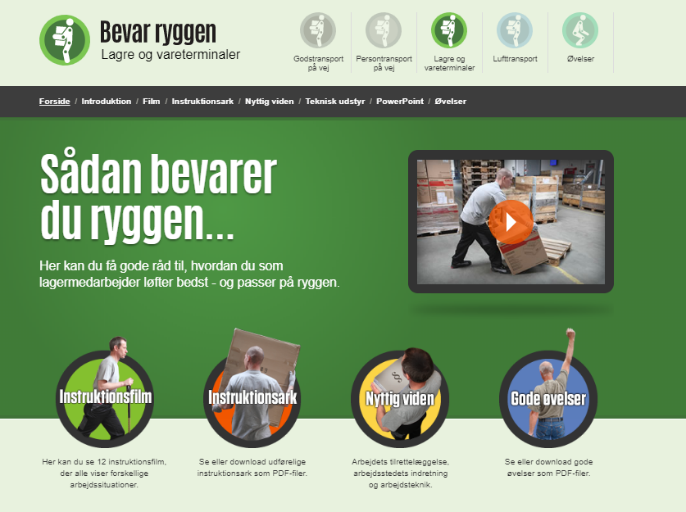 Bevar ryggen
Lagre og vareterminaler
Godstransport
på vej
Persontransport
på vej
Lagre og
vareterminaler
Lufttransport
Øvelser
Forside / Introduktion / Film / Instruktionsark / Nyttig viden / Teknisk udstyr / PowerPoint / Øvelser
Sådan bevarer
du ryggen...
Her kan du få gode råd til, hvordan du som
lagermedarbejder løfter bedst - og passer på ryggen.
Instruktionsfilm
Instruktionsark
Nyttig viden
Gode øvelser
Her kan du se 12 instruktionsfilm,
der alle viser forskellige
arbejdssituationer.
Se eller download udførlige
instruktionsark som PDF-filer.
Arbejdets tilrettelæggelse,
arbejdsstedets indretning
og arbejdsteknik.
Se eller download gode
øvelser som PDF-filer.